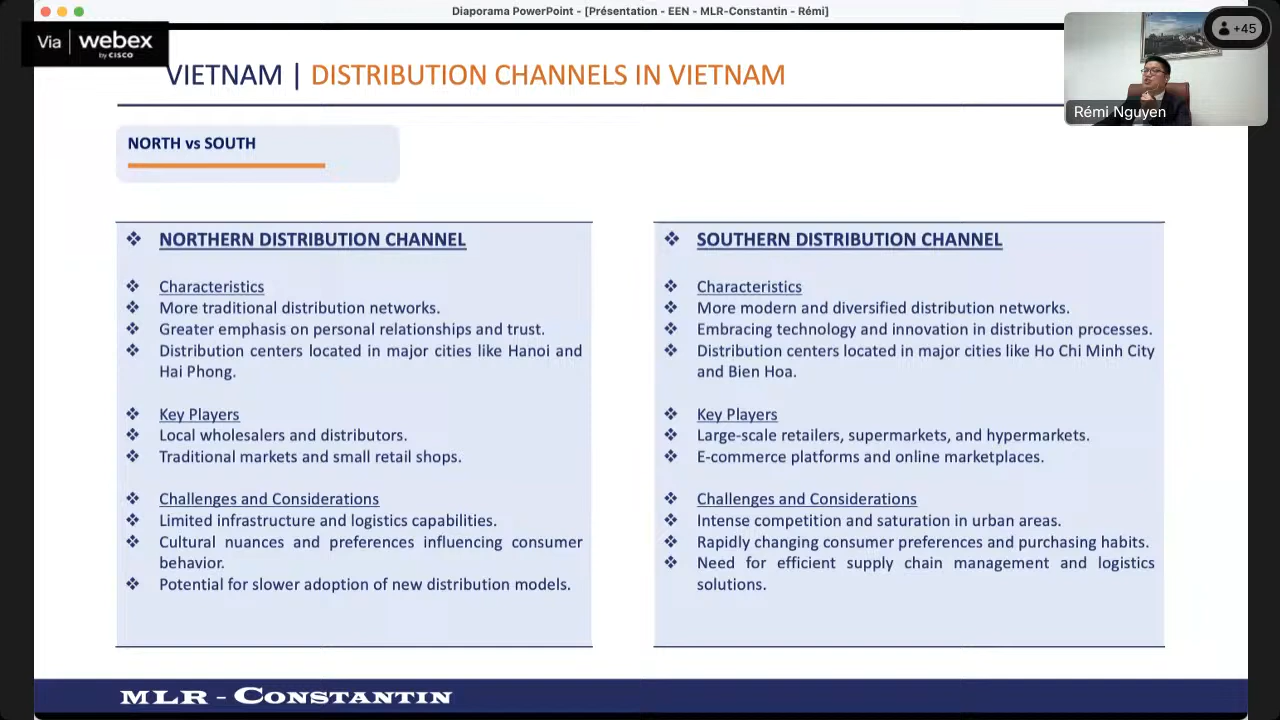 Diaporama PowerPoint - [Présentation - EEN - MLR-Constantin - Rémi]
Via webex
by CISCO
+45
Rémi Nguyen
VIETNAM | DISTRIBUTION CHANNELS IN VIETNAM
NORTH vs SOUTH
❖ NORTHERN DISTRIBUTION CHANNEL
❖ Characteristics
❖ More traditional distribution networks.
❖ Greater emphasis on personal relationships and trust.
❖ Distribution centers located in major cities like Hanoi and
Hai Phong.
❖ Key Players
❖ Local wholesalers and distributors.
❖ Traditional markets and small retail shops.
❖ Challenges and Considerations
❖ Limited infrastructure and logistics capabilities.
❖ Cultural nuances and preferences influencing consumer
behavior.
❖ Potential for slower adoption of new distribution models.
❖ SOUTHERN DISTRIBUTION CHANNEL
❖ Characteristics
❖ More modern and diversified distribution networks.
❖ Embracing technology and innovation in distribution processes.
❖ Distribution centers located in major cities like Ho Chi Minh City
and Bien Hoa.
❖ Key Players
❖ Large-scale retailers, supermarkets, and hypermarkets.
❖ E-commerce platforms and online marketplaces.
❖ Challenges and Considerations
❖ Intense competition and saturation in urban areas.
❖ Rapidly changing consumer preferences and purchasing habits.
❖ Need for efficient supply chain management and logistics
solutions.
MLR - CONSTANTIN